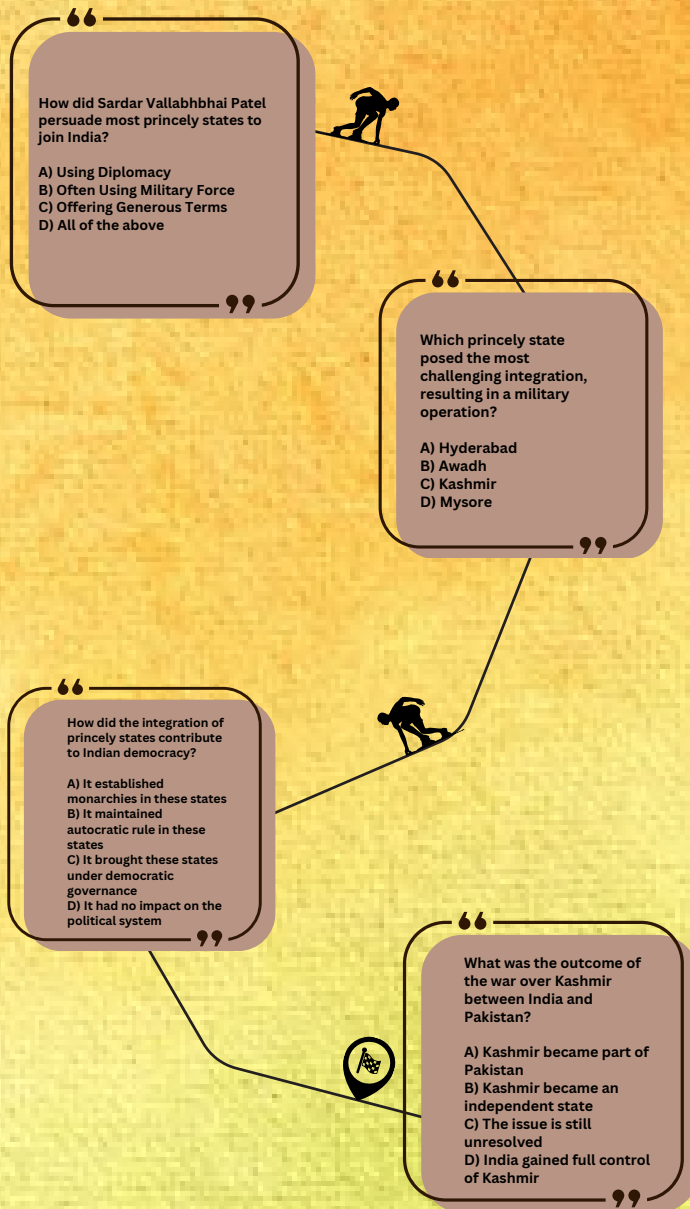 How did Sardar Vallabhbhai Patel
persuade most princely states to
join India?
A) Using Diplomacy
B) Often Using Military Force
C) Offering Generous Terms
D) All of the above
Which princely state
posed the most
challenging integration,
resulting in a military
operation?
A) Hyderabad
B) Awadh
C) Kashmir
D) Mysore
How did the integration of
princely states contribute
to Indian democracy?
A) It established
monarchies in these states
B) It maintained
autocratic rule in these
states
C) It brought these states
under democratic
governance
D) It had no impact on the
political system
What was the outcome of
the war over Kashmir
between India and
Pakistan?
A) Kashmir became part of
Pakistan
B) Kashmir became an
independent state
C) The issue is still
unresolved
D) India gained full control
of Kashmir